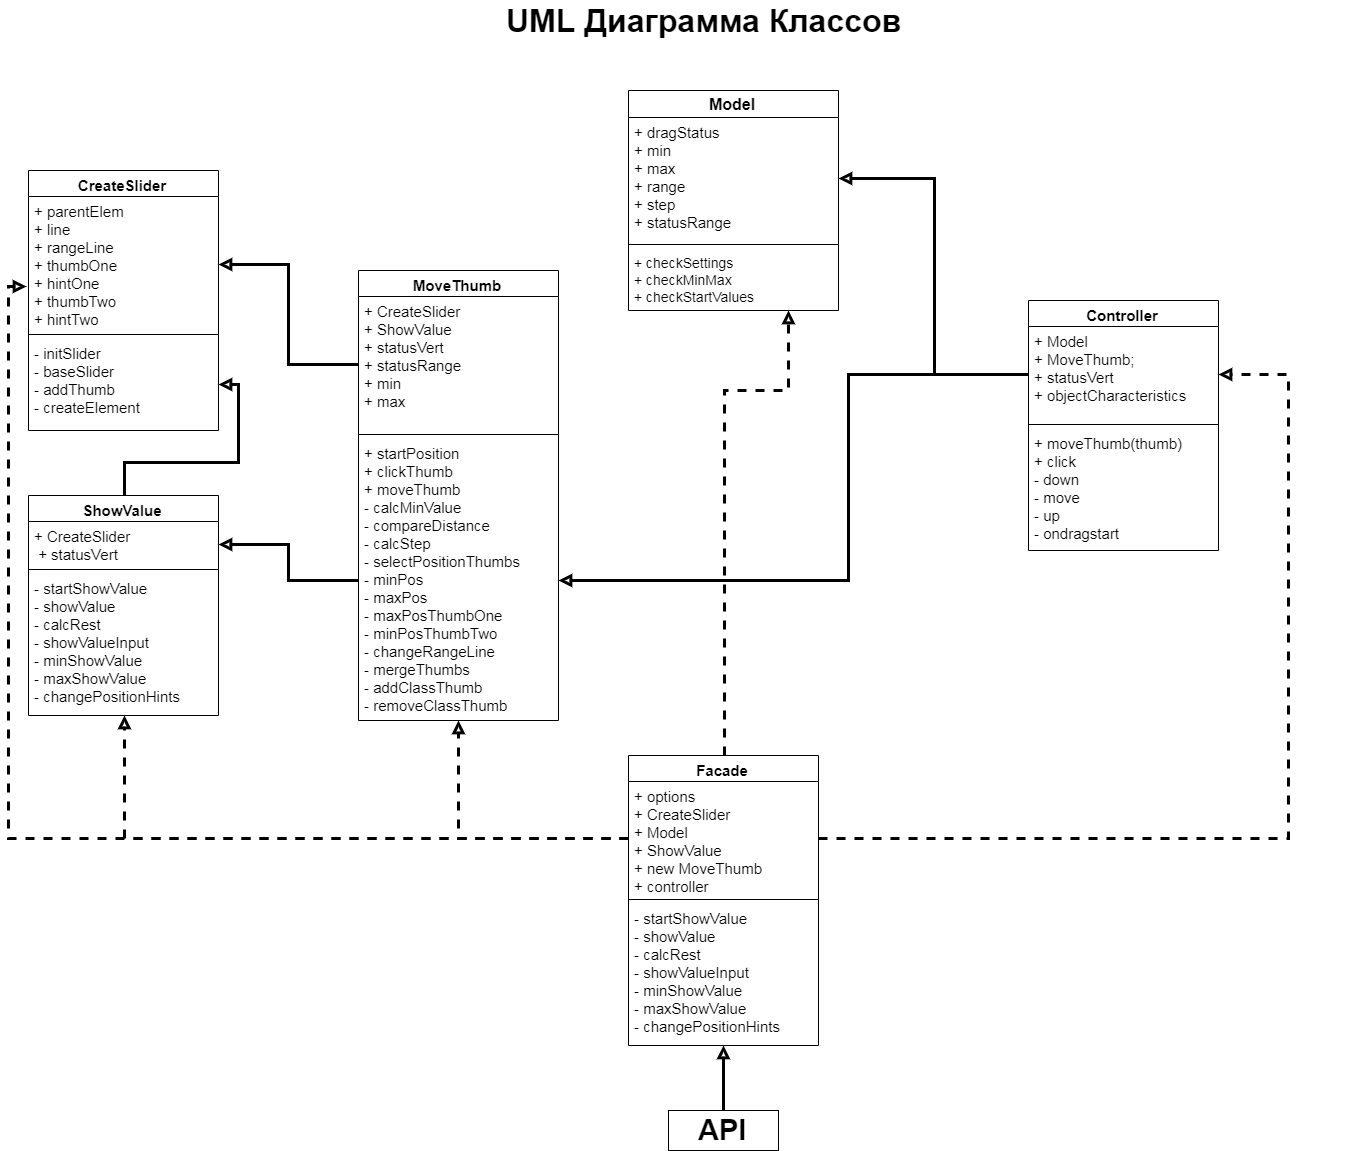 UML Диаграмма Классов
Model
+ dragStatus
+ min
+ max
+ range
+ step
+ statusRange
+ checkSettings
+ checkMinMax
+ checkStartValues
CreateSlider
+ parentElem
+ line
+ rangeLine
+ thumbOne
+ hintOne
+ thumbTwo
+ hintTwo
- initSlider
- baseSlider
- addThumb
- createElement
MoveThumb
+ CreateSlider
+ ShowValue
+ statusVert
+ statusRange
+ min
+ max
+ startPosition
+ clickThumb
+ moveThumb
- calcMinValue
- compareDistance
- calcStep
- selectPositionThumbs
- minPos
- maxPos
- maxPosThumbOne
- minPosThumbTwo
- changeRangeLine
- mergeThumbs
- addClassThumb
- removeClassThumb
Controller
+ Model
+ MoveThumb;
+ statusVert
+ objectCharacteristics
+ moveThumb(thumb)
+ click
- down
- move
- up
- ondragstart
ShowValue
+ CreateSlider
+ statusVert
- startShowValue
- showValue
- calcRest
- showValueInput
- minShowValue
- maxShowValue
- changePositionHints
Facade
+ options
+ CreateSlider
+ Model
+ ShowValue
+ new MoveThumb
+ controller
- startShowValue
- showValue
- calcRest
- showValueInput
- minShowValue
- maxShowValue
- changePositionHints
API